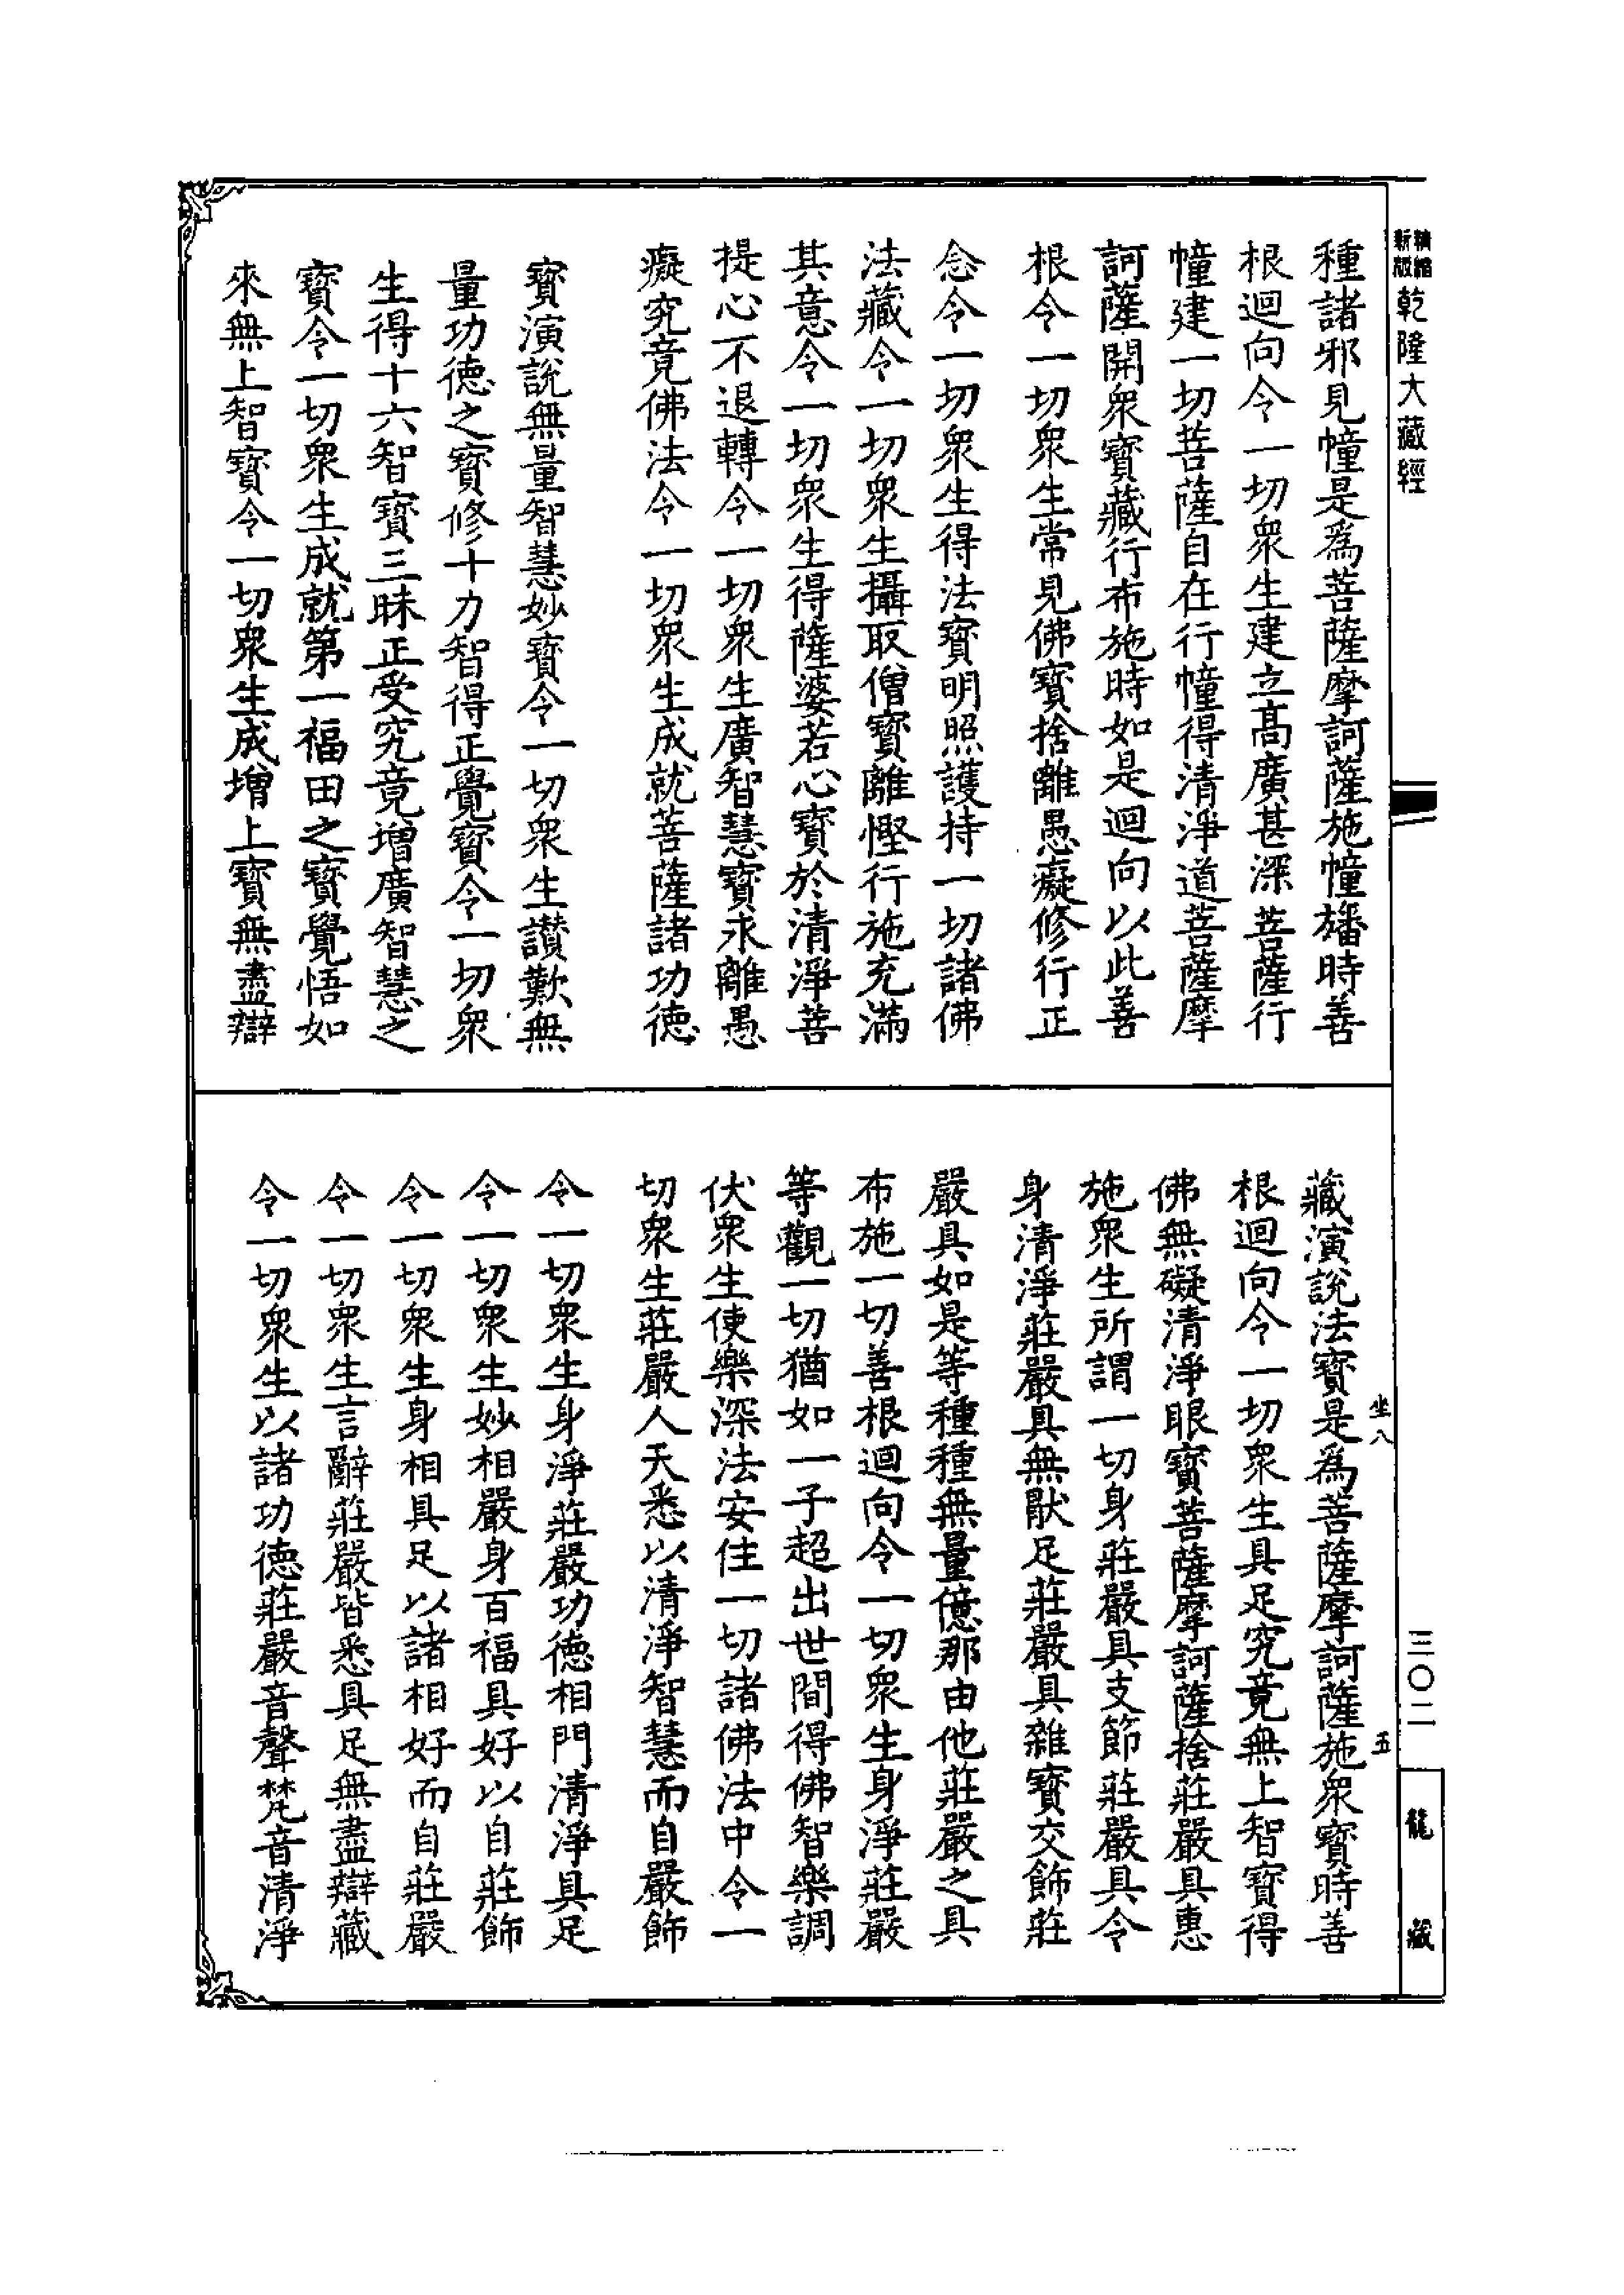 精縮
新版
乾隆大藏經
種諸邪見幢是為菩薩摩訶薩施幢旛時善
根迴向令一切衆生建立高廣甚深菩薩行
幢建一切菩薩自在行幢得清淨道菩薩摩
訶薩開衆寶藏行布施時如是迴向以此善
根令一切衆生常見佛寶捨離愚癡修行正
念令一切衆生得法寶明照護持一切諸佛
法藏令一切衆生攝取僧寶離慳行施充滿
其意令一切衆生得薩婆若心寶於清淨菩
提心不退轉令一切衆生廣智慧寶永離愚
癡究竟佛法令一切衆生成就菩薩諸功德
寶演說無量智慧妙寶令一切衆生讚歎無
量功德之寶修十力智得正覺寶令一切衆
生得十六智寶三昧正受究竟增廣智慧之
寶令一切衆生成就第一福田之寶覺悟如
來無上智寶令一切衆生成增上寶無盡辯
藏演說法寶是為菩薩摩訶薩施衆寶時善
根迴向令一切衆生具足究竟無上智寶得
佛無礙清淨眼寶菩薩摩訶薩捨莊嚴具惠
施衆生所謂一切身莊嚴具支節莊嚴具令
身清淨莊嚴具無猒足莊嚴具雜寶交飾莊
嚴具如是等種種無量億那由他莊嚴之具
布施一切善根迴向令一切衆生身淨莊嚴
等觀一切猶如一子超出世間得佛智樂調
伏衆生使樂深法安住一切諸佛法中令一
切衆生莊嚴人天悉以清淨智慧而自嚴飾
令一切衆生身淨莊嚴功德相門清淨具足
令一切衆生妙相嚴身百福具好以自莊飾
令一切衆生身相具足以諸相好而自莊嚴
令一切衆生言辭莊嚴皆悉具足無盡辯藏
令一切衆生以諸功德莊嚴音聲梵音清淨
坐八
五
三〇二
龍藏